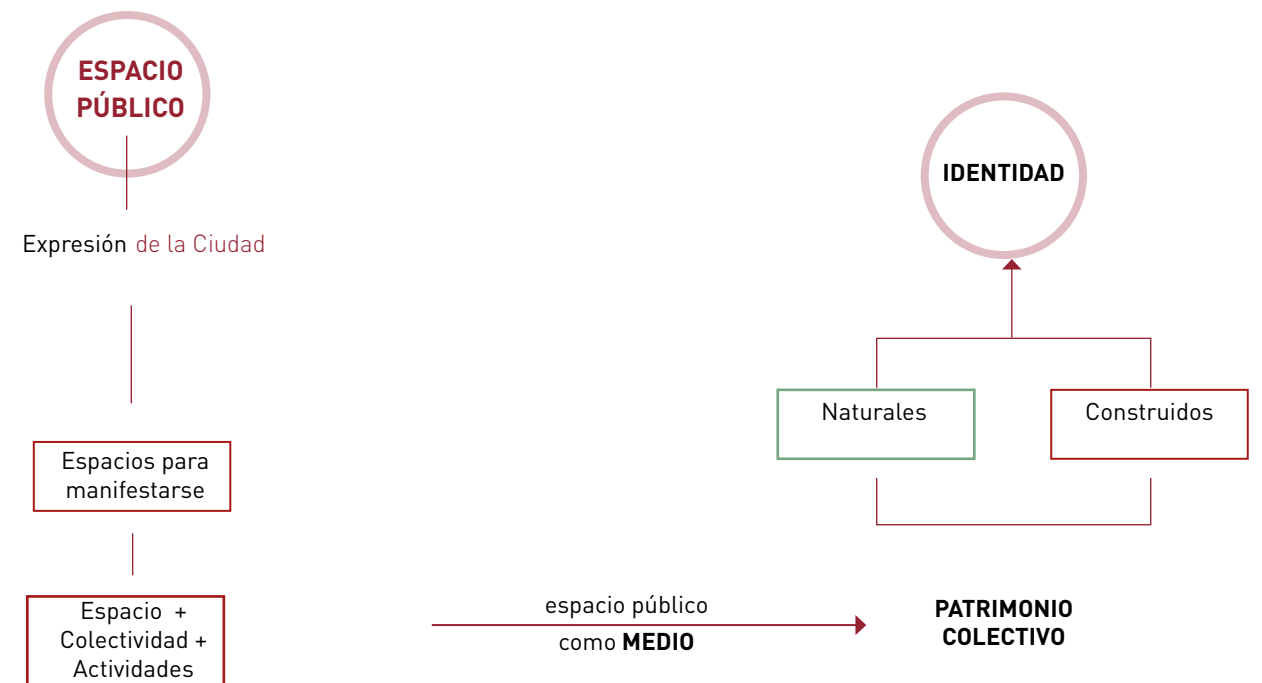 ESPACIO
PÚBLICO
Expresión de la Ciudad
Espacios para
manifestarse
Espacio +
Colectividad +
Actividades
espacio público
como MEDIO
PATRIMONIO
COLECTIVO
Naturales
Construidos
IDENTIDAD